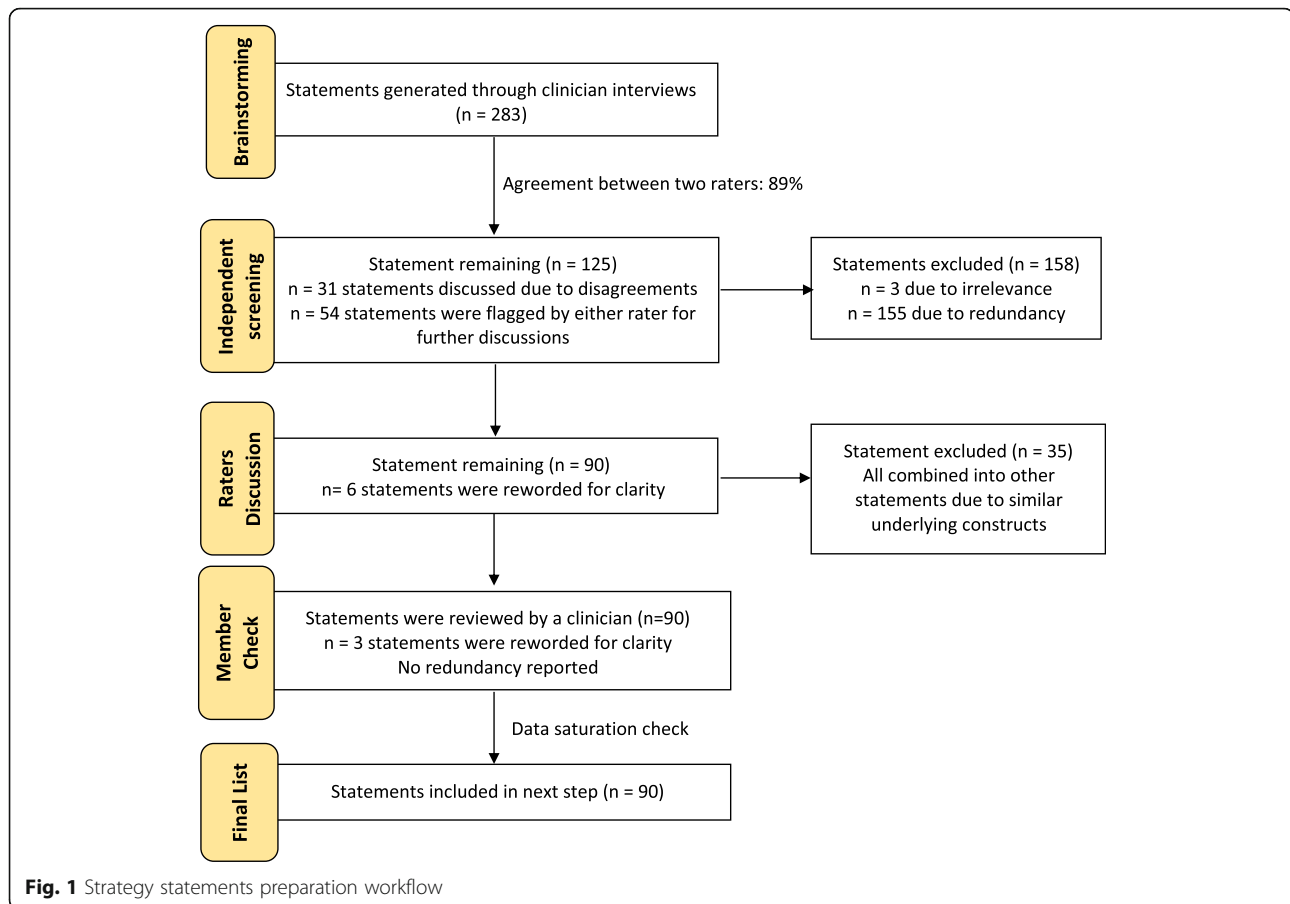 Brainstorming
Statements generated through clinician interviews
(n = 283)
Agreement between two raters: 89%
Independent
screening
Statement remaining (n = 125)
n = 31 statements discussed due to disagreements
n = 54 statements were flagged by either rater for
further discussions
Statements excluded (n = 158)
n = 3 due to irrelevance
n = 155 due to redundancy
Raters
Discussion
Statement remaining (n = 90)
n= 6 statements were reworded for clarity
Statement excluded (n = 35)
All combined into other
statements due to similar
underlying constructs
Member
Check
Statements were reviewed by a clinician (n=90)
n = 3 statements were reworded for clarity
No redundancy reported
Data saturation check
Final List
Statements included in next step (n = 90)
Fig. 1 Strategy statements preparation workflow